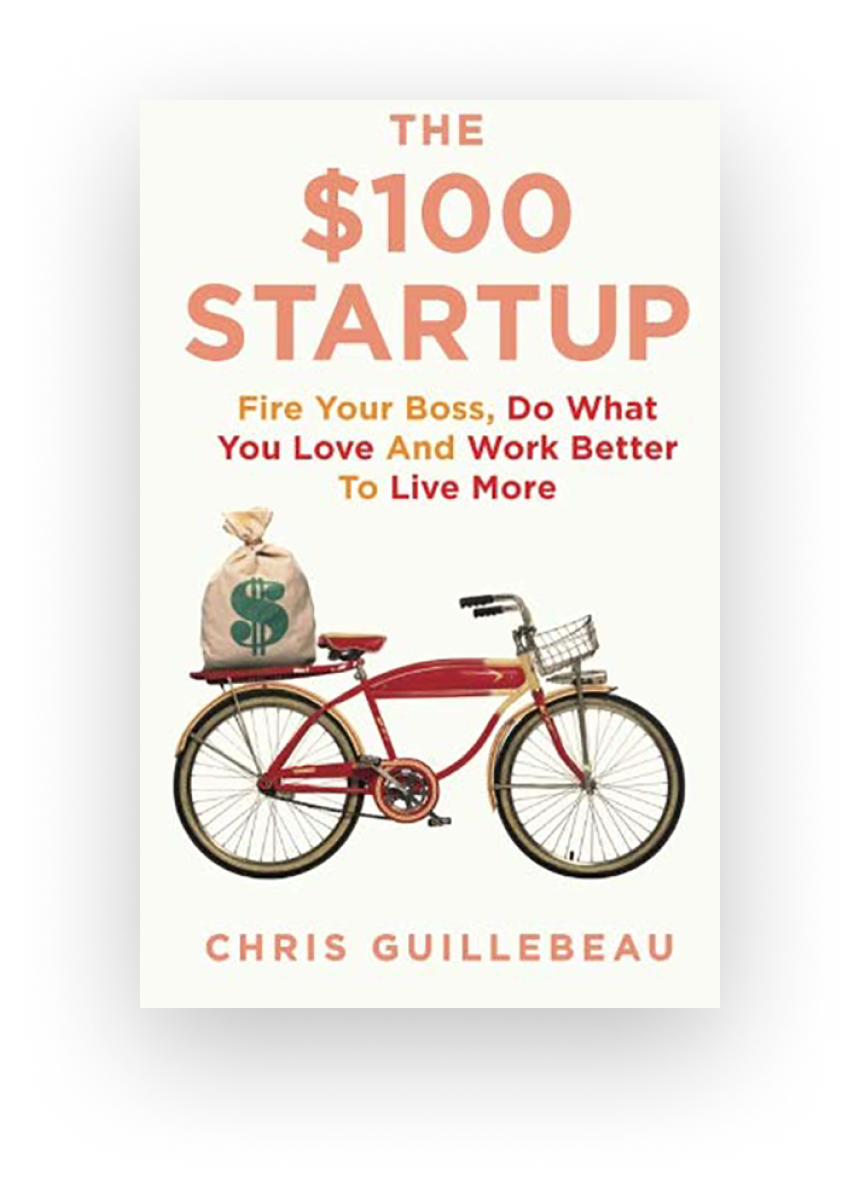 THE
$100
STARTUP
Fire Your Boss, Do What
You Love And Work Better
To Live More
$
CHRIS GUILLEBEAU